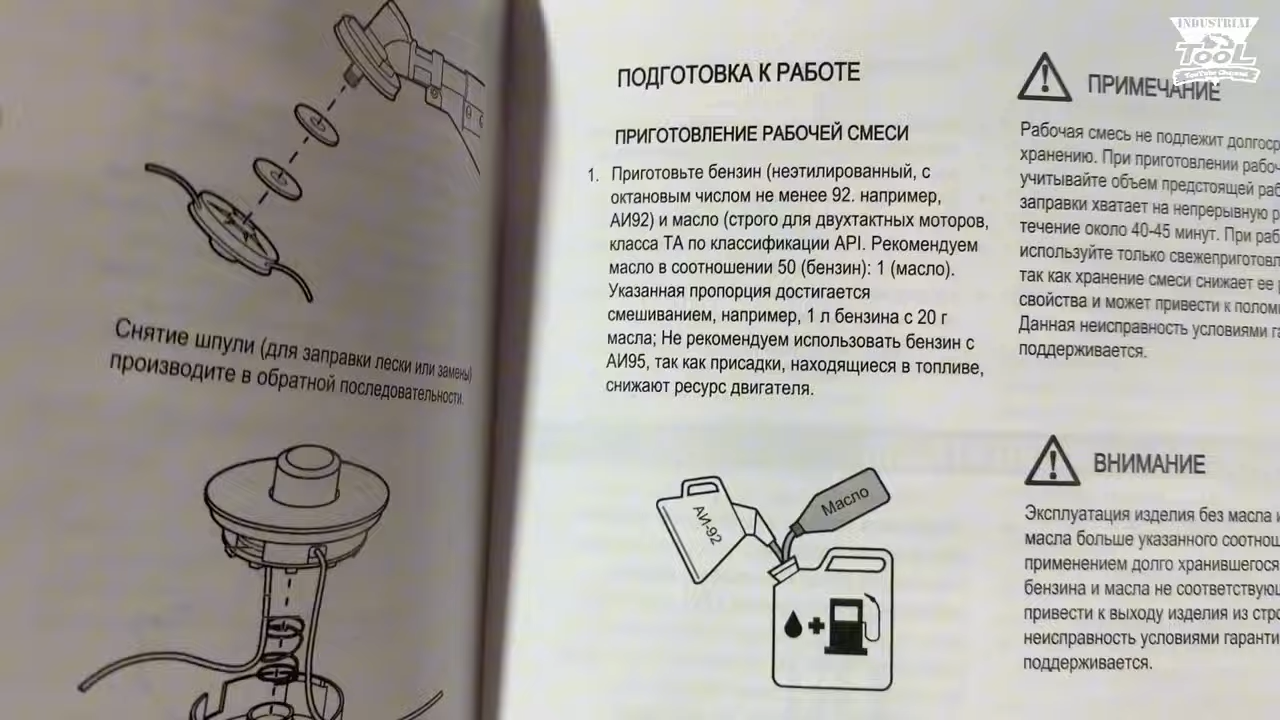 Снятие шпули (для заправки лески или замены)
производите в обратной последовательности.
ПОДГОТОВКА К РАБОТЕ
ПРИГОТОВЛЕНИЕ РАБОЧЕЙ СМЕСИ
1. Приготовьте бензин (неэтилированный, с
октановым числом не менее 92. например,
АИ92) и масло (строго для двухтактных моторов,
класса ТА по классификации API. Рекомендуем
масло в соотношении 50 (бензин): 1 (масло).
Указанная пропорция достигается
смешиванием, например, 1 л бензина с 20 г
масла; Не рекомендуем использовать бензин с
АИ95, так как присадки, находящиеся в топливе,
снижают ресурс двигателя.
АИ-92
Масло
INDUSTRIAL
TOOL
YouTube Channel
ПРИМЕЧАНИЕ
Рабочая смесь не подлежит
хранению. При приготовлении
учитывайте объем предстоящей
заправки хватает на непрерывную
течение около 40-45 минут. При
используйте только
так как хранение смеси снижает ее
свойства и может привести к
Данная неисправность условиями
поддерживается.
ВНИМАНИЕ
Эксплуатация изделия без масла
масла больше указанного
применением долго хранившегося
бензина и масла не
привести к выходу изделия из
неисправность условиями
поддерживается.